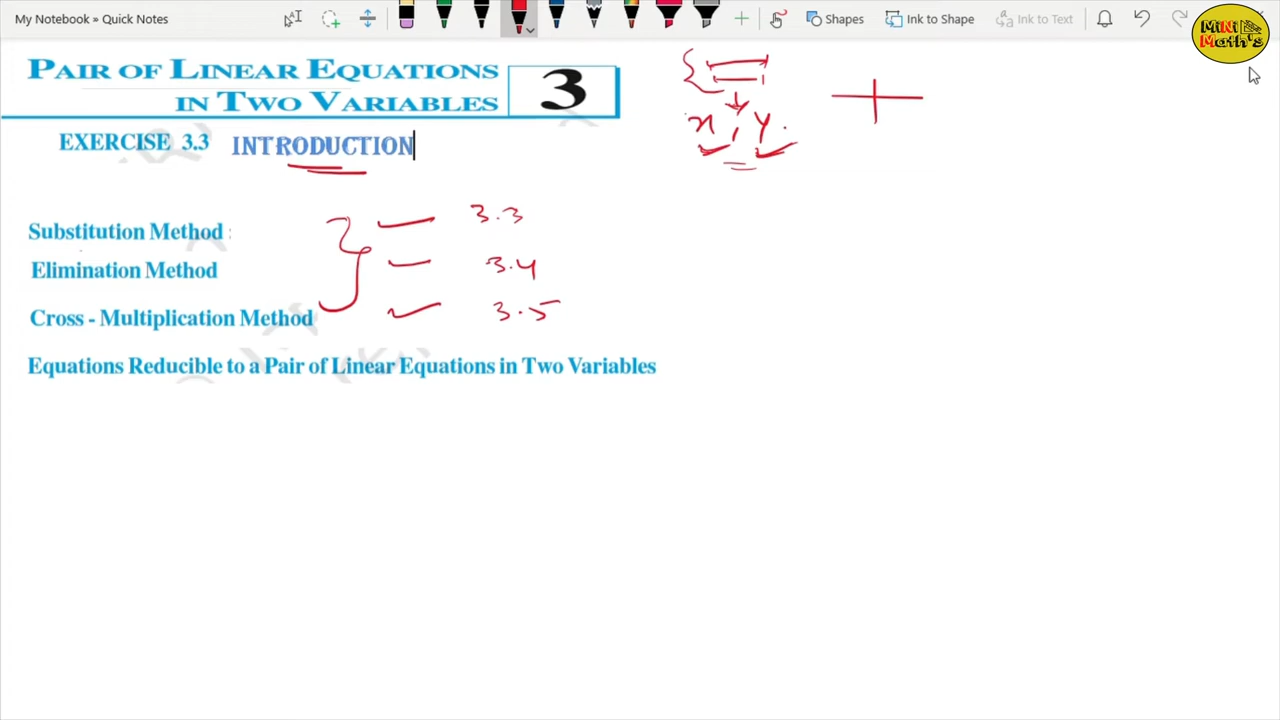 My Notebook » Quick Notes
Shapes
Ink to Shape
Ink to Text
MiNi Math's
PAIR OF LINEAR EQUATIONS
IN TWO VARIABLES
3
x, y.
EXERCISE 3.3 INTRODUCTION
Substitution Method : 3.3
Elimination Method 3.4
Cross - Multiplication Method 3.5
Equations Reducible to a Pair of Linear Equations in Two Variables